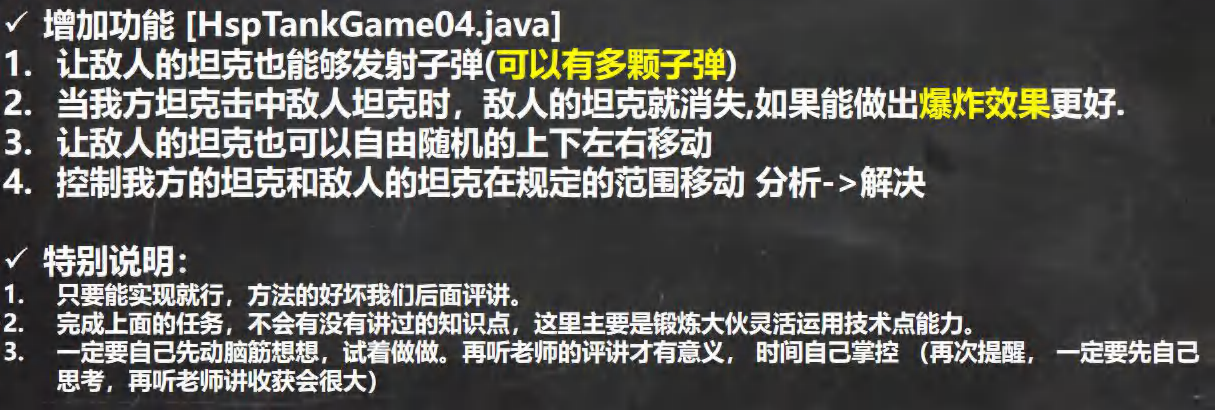 ✓ 增加功能 [HspTankGame04.java]
1. 让敌人的坦克也能够发射子弹(可以有多颗子弹)
2. 当我方坦克击中敌人坦克时，敌人的坦克就消失,如果能做出爆炸效果更好.
3. 让敌人的坦克也可以自由随机的上下左右移动
4. 控制我方的坦克和敌人的坦克在规定的范围移动 分析->解决
✓ 特别说明：
1. 只要能实现就行，方法的好坏我们后面评讲。
2. 完成上面的任务，不会有没有讲过的知识点，这里主要是锻炼大伙灵活运用技术点能力。
3. 一定要自己先动脑筋想想，试着做做。再听老师的评讲才有意义， 时间自己掌控 （再次提醒， 一定要先自己
思考，再听老师讲收获会很大）